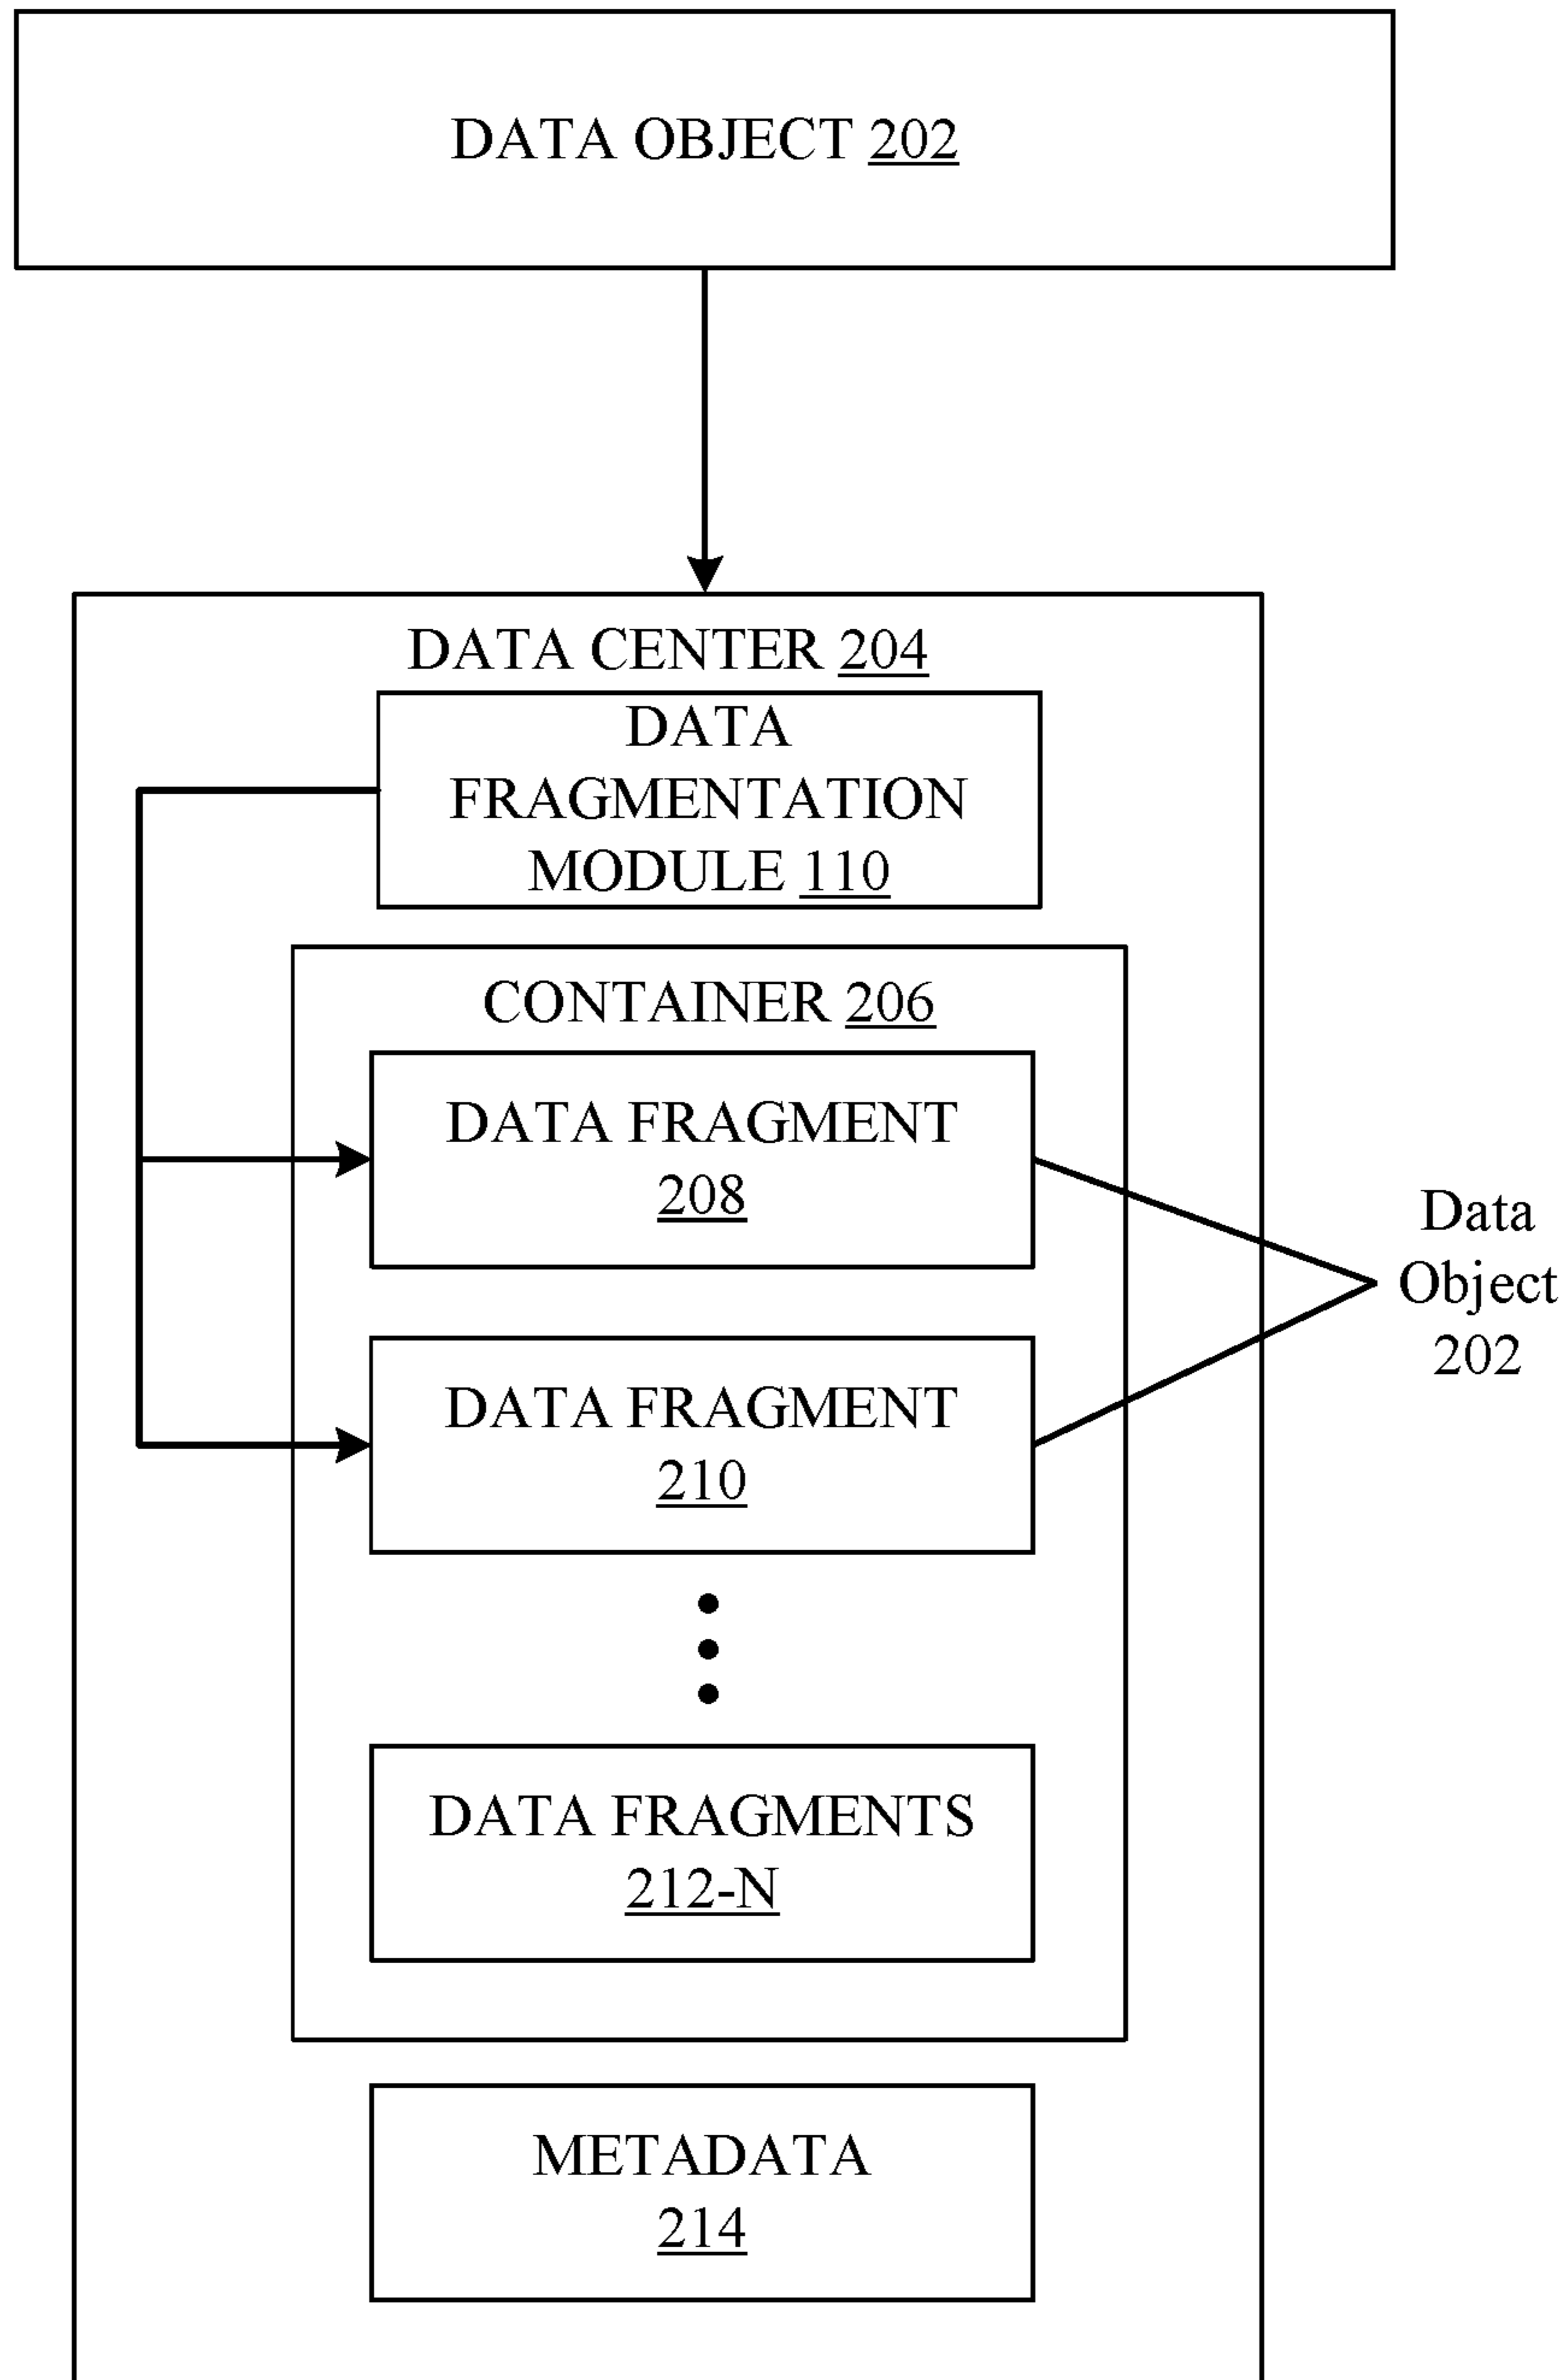 DATA OBJECT 202
DATA CENTER 204
DATA
FRAGMENTATION
MODULE 110
CONTAINER 206
DATA FRAGMENT
208
Data
Object
202
DATA FRAGMENT
210
DATA FRAGMENTS
212-N
METADATA
214